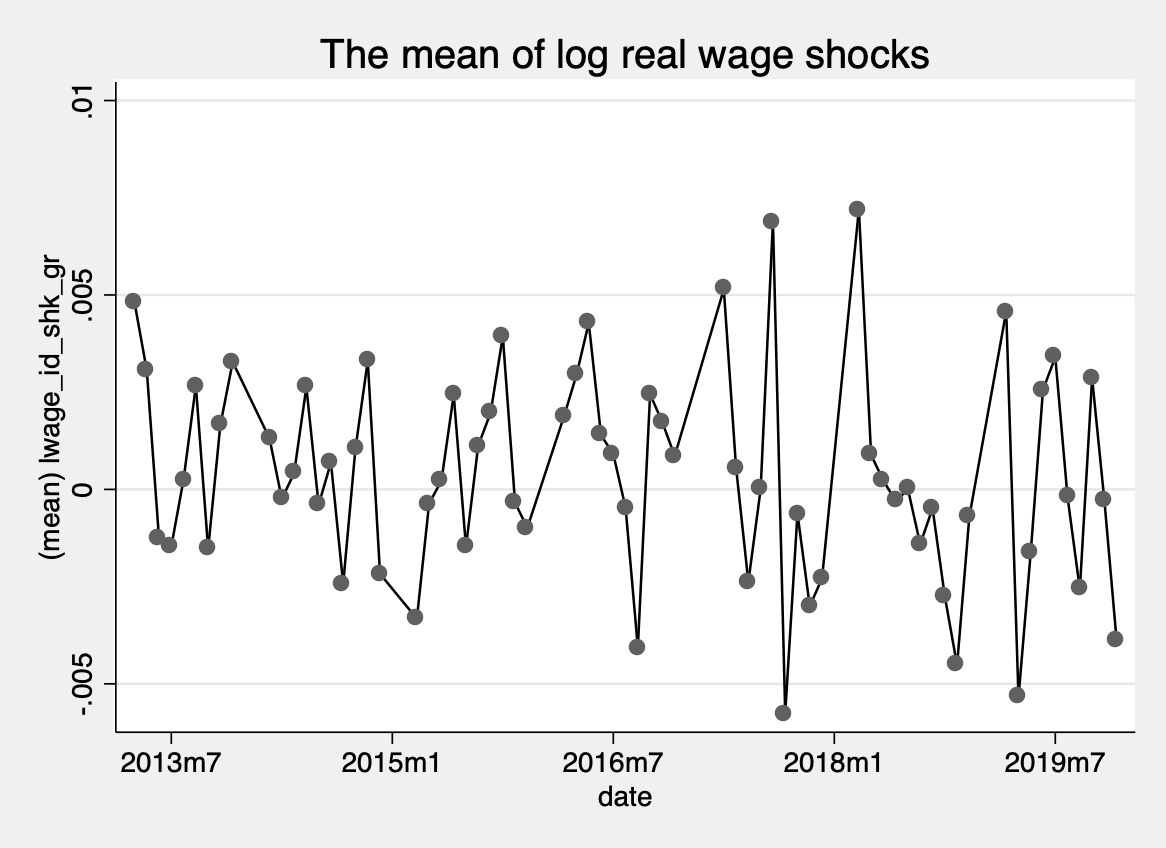 The mean of log real wage shocks
(mean) lwage_id_shk_gr
.01
.005
0
-.005
2013m7 2015m1 2016m7 2018m1 2019m7
date